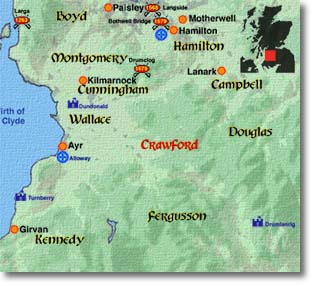 Largs
1263
Boyd
Paisley
1568
Langside
Bothwell Bridge
1679
Motherwell
Hamilton
Hamilton
Montgomery
Drumclog
1679
Lanark
Campbell
Kilmarnock
Cunningham
Dundonald
Wallace
irth of
Clyde
Douglas
Ayr
Crawford
Alloway
Turnberry
Fergusson
Drumlanrig
Girvan
Kennedy